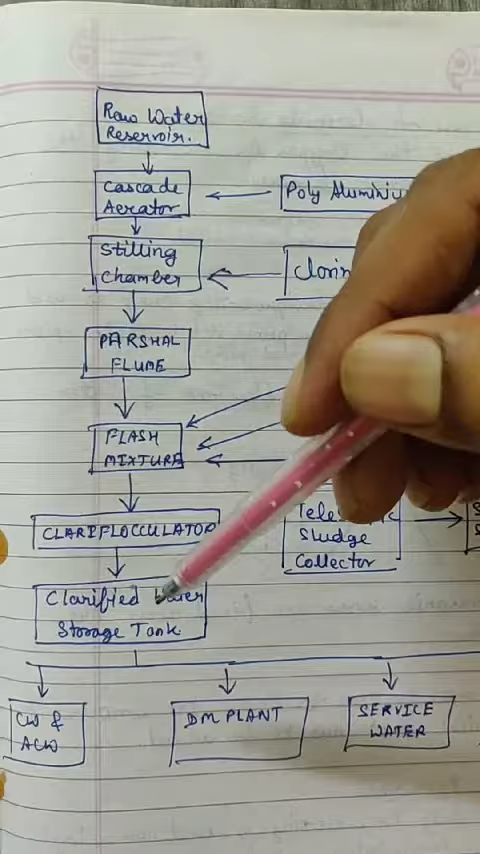 Raw Water
Reservoir.
Cascade
Aerator
Poly
Stilling
Chamber
PARSHAL
FLUME
FLASH
MIXTURE
CLARIFLOCCULATOR
Sludge
Collector
Clarified
Storage Tank
CW &
ACW
DM PLANT
SERVICE
WATER